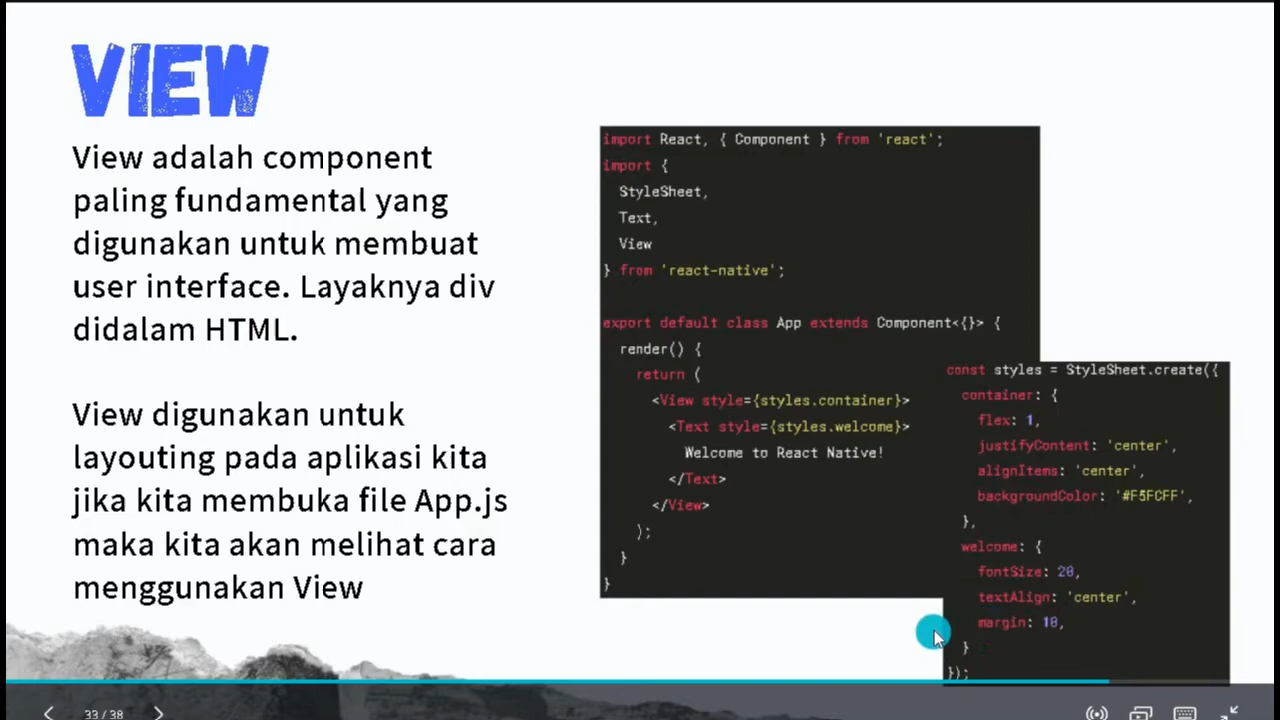 VIEW
View adalah component
paling fundamental yang
digunakan untuk membuat
user interface. Layaknya div
didalam HTML.
View digunakan untuk
layouting pada aplikasi kita
jika kita membuka file App.js
maka kita akan melihat cara
menggunakan View
import React, { Component } from 'react';
import {
StyleSheet,
Text,
View
} from 'react-native';
export default class App extends Component<{}> {
render() {
return (
<View style={styles.container}>
<Text style={styles.welcome}>
Welcome to React Native!
</Text>
</View>
);
}
}
const styles = StyleSheet.create({
container: {
flex: 1,
justifyContent: 'center',
alignItems: 'center',
backgroundColor: '#F5FCFF',
},
welcome: {
fontSize: 20,
textAlign: 'center',
margin: 10,
}
});
33 / 38